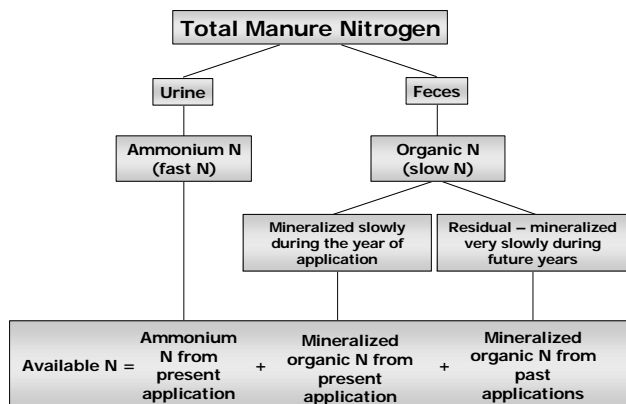 Total Manure Nitrogen
Urine
Feces
Ammonium N
(fast N)
Organic N
(slow N)
Mineralized slowly
during the year of
application
Residual – mineralized
very slowly during
future years
Available N =
Ammonium
N from
present
application
+
Mineralized
organic N from
present
application
+
Mineralized
organic N from
past
applications